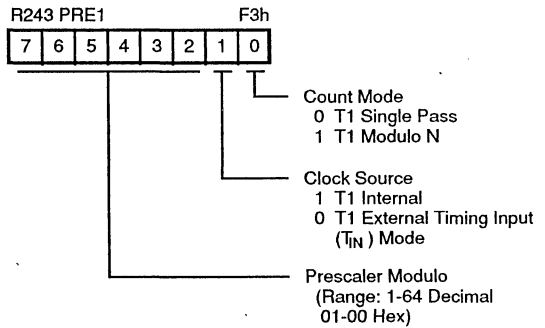 R243 PRE1 F3h
7 6 5 4 3 2 1 0
Count Mode
0 T1 Single Pass
1 T1 Modulo N
Clock Source
1 T1 Internal
0 T1 External Timing Input
(TIN) Mode
Prescaler Modulo
(Range: 1-64 Decimal
01-00 Hex)